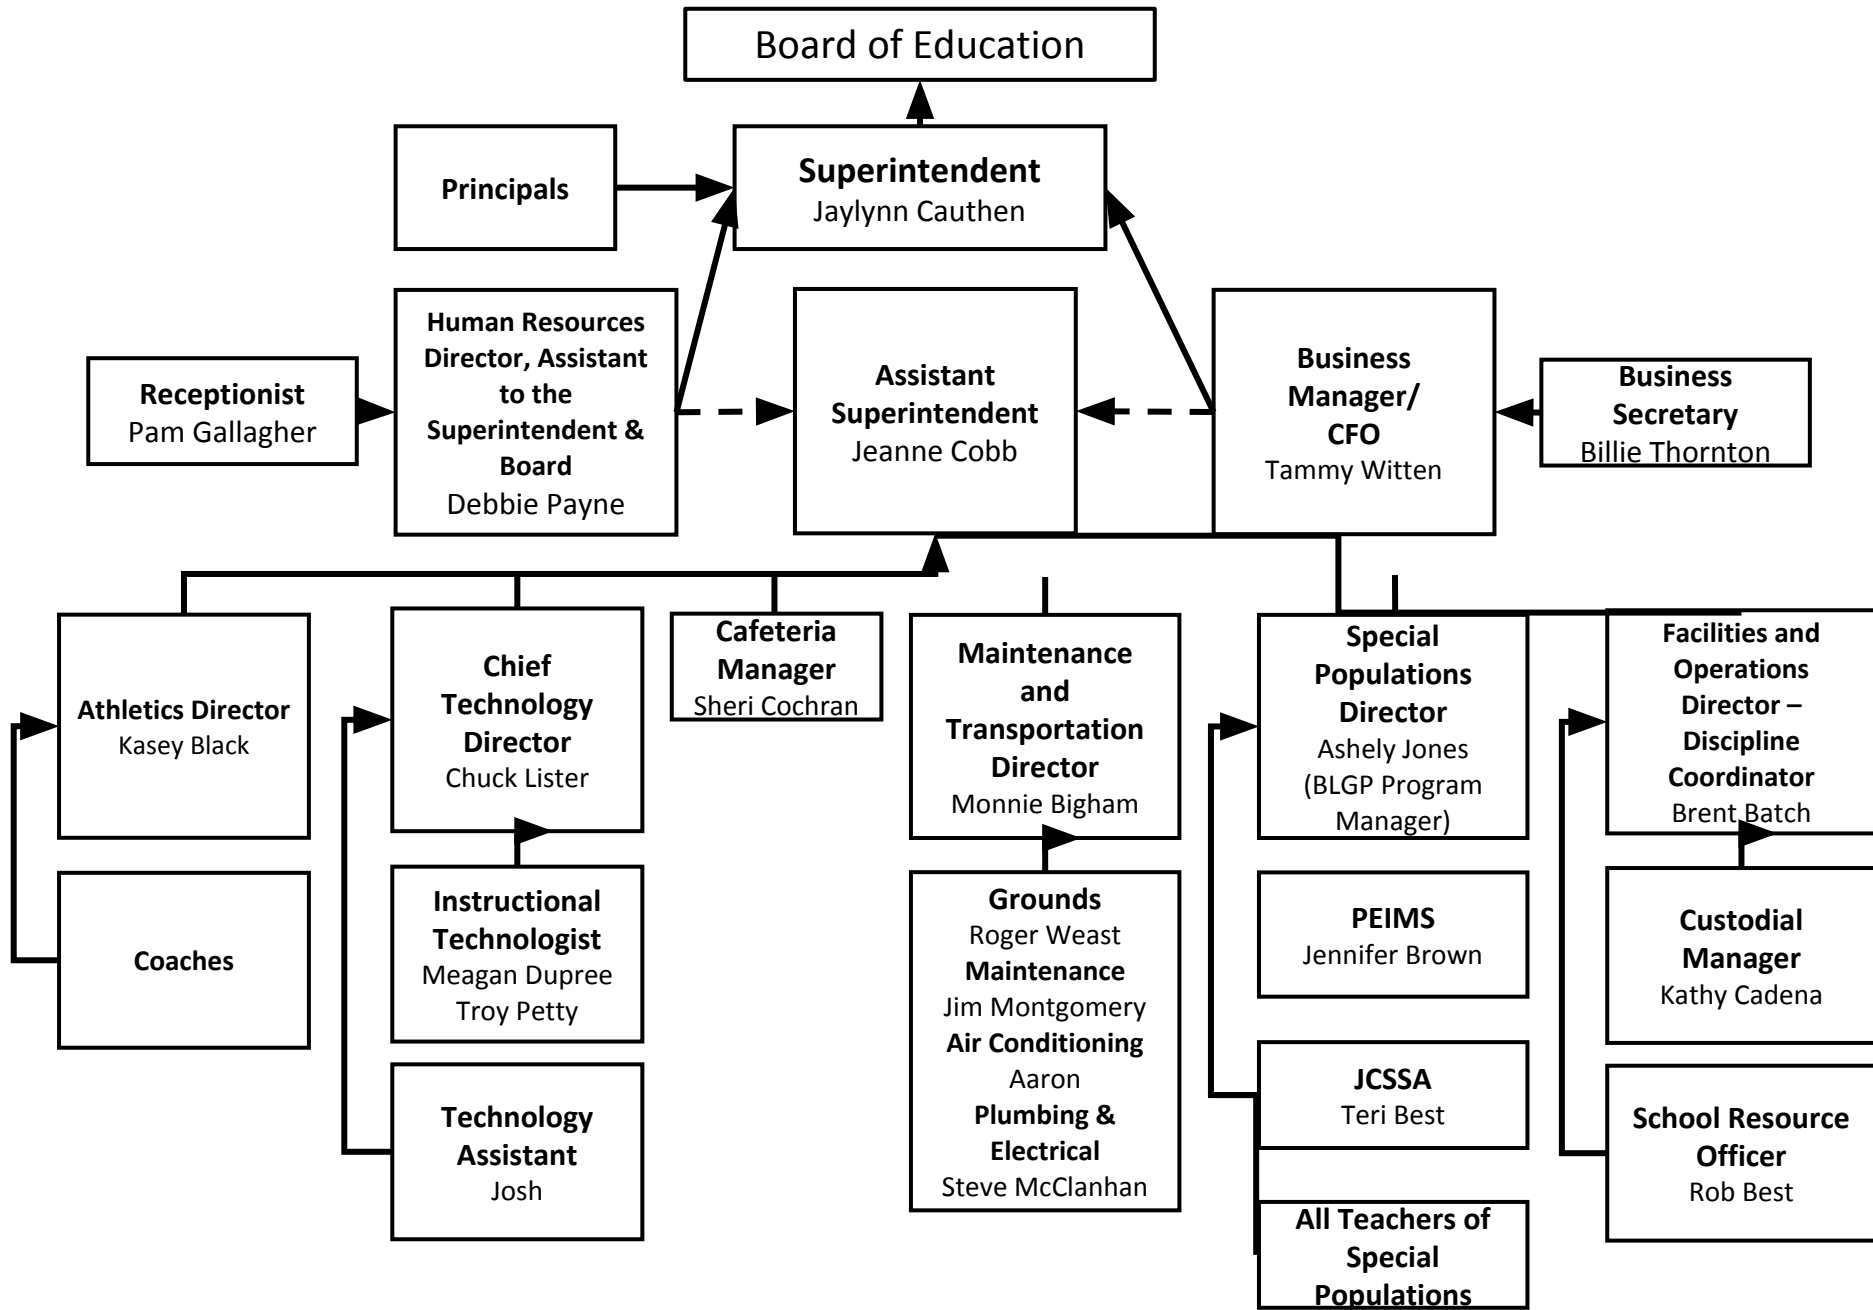 Board of Education
Principals
Superintendent
Jaylynn Cauthen
Receptionist
Pam Gallagher
Human Resources
Director, Assistant
to the
Superintendent &
Board
Debbie Payne
Assistant
Superintendent
Jeanne Cobb
Business
Manager/
CFO
Tammy Witten
Business
Secretary
Billie Thornton
Athletics Director
Kasey Black
Chief
Technology
Director
Chuck Lister
Cafeteria
Manager
Sheri Cochran
Maintenance
and
Transportation
Director
Monnie Bigham
Special
Populations
Director
Ashely Jones
(BLGP Program
Manager)
Facilities and
Operations
Director –
Discipline
Coordinator
Brent Batch
Coaches
Instructional
Technologist
Meagan Dupree
Troy Petty
Grounds
Roger Weast
Maintenance
Jim Montgomery
Air Conditioning
Aaron
Plumbing &
Electrical
Steve McClanhan
PEIMS
Jennifer Brown
Custodial
Manager
Kathy Cadena
Technology
Assistant
Josh
JCSSA
Teri Best
School Resource
Officer
Rob Best
All Teachers of
Special
Populations